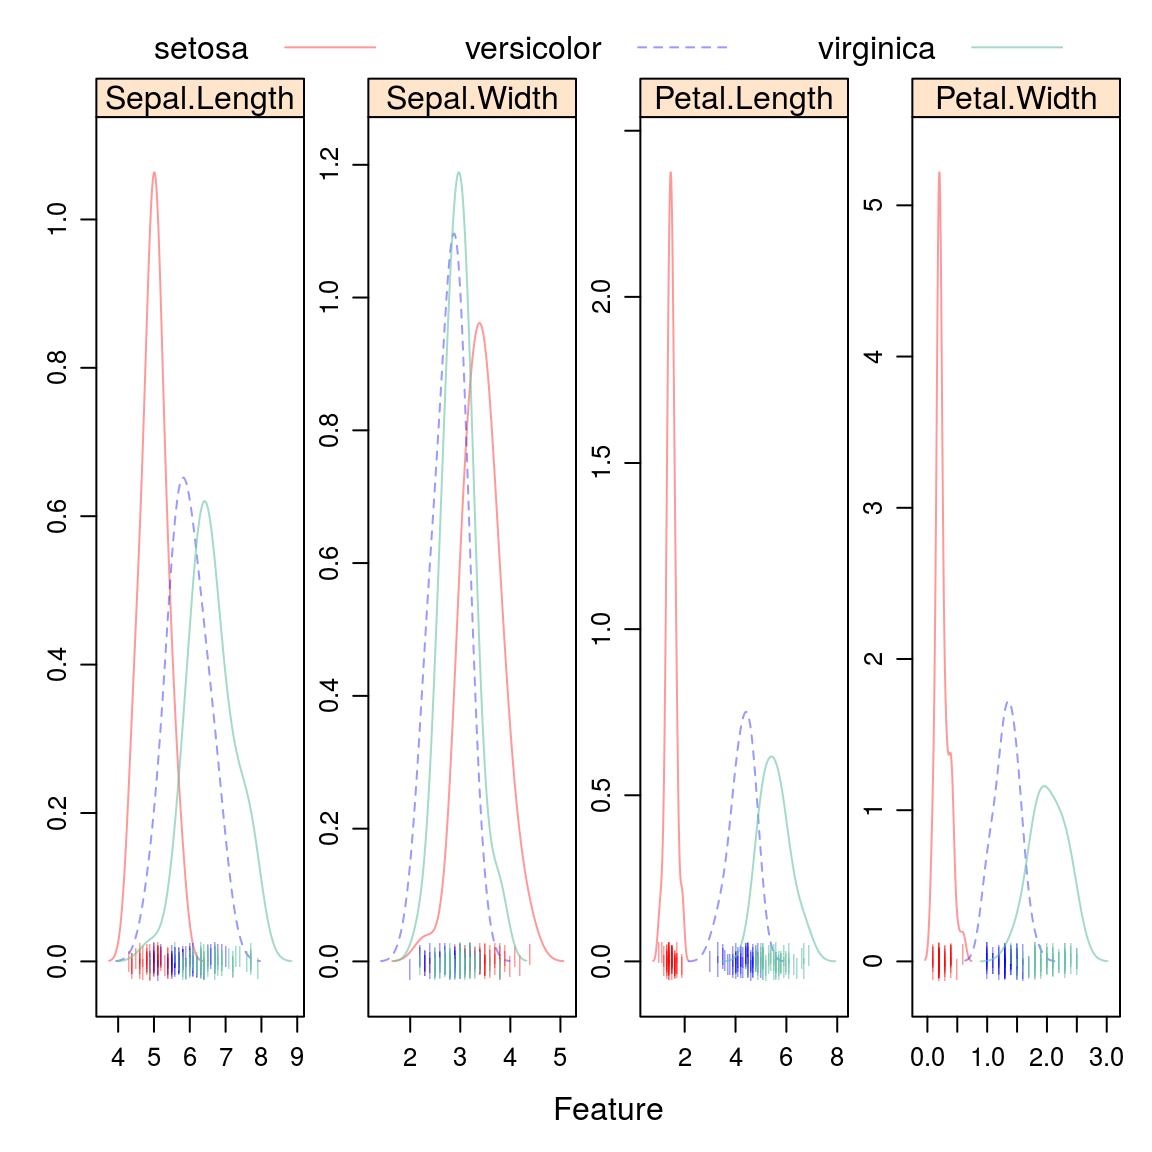 setosa versicolor virginica
Sepal.Length Sepal.Width Petal.Length Petal.Width
0.0 0.2 0.4 0.6 0.8 1.0
4 5 6 7 8 9
0.0 0.2 0.4 0.6 0.8 1.0 1.2
2 3 4 5
0.0 0.5 1.0 1.5 2.0
2 4 6 8
0 1 2 3 4 5
0.0 1.0 2.0 3.0
Feature